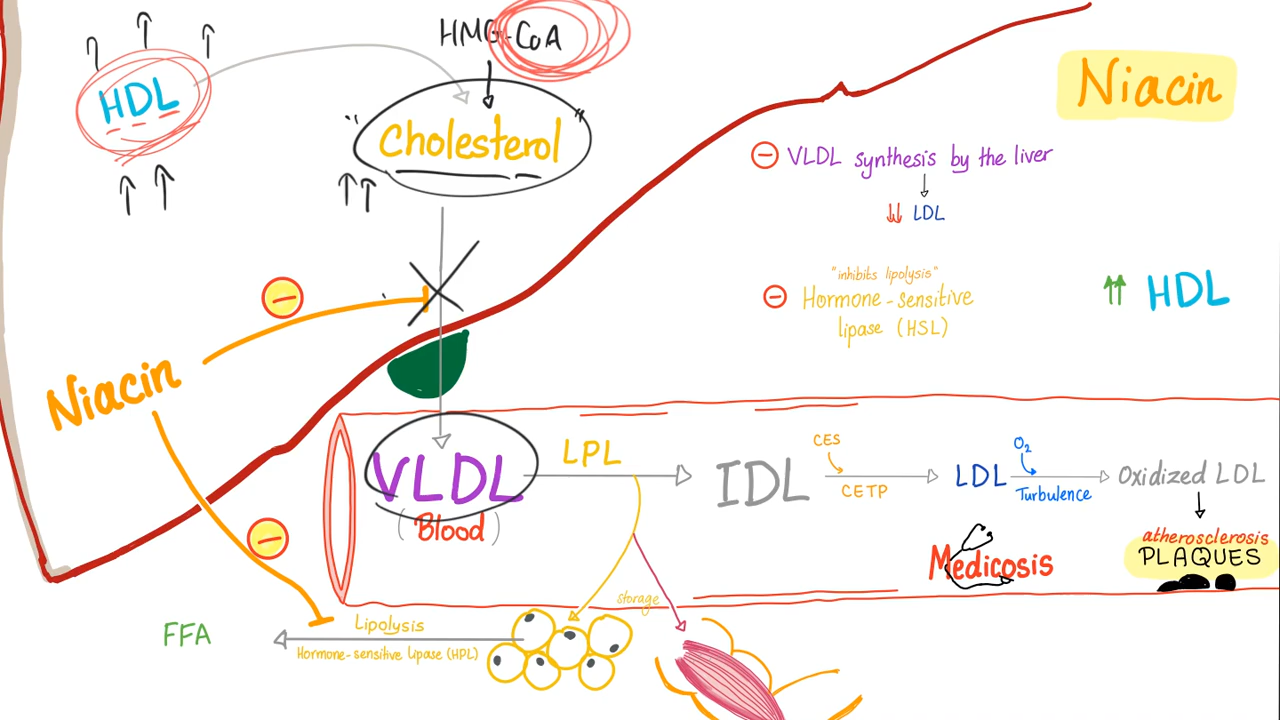 HDL
HMG-CoA
"Cholesterol"
Niacin
VLDL synthesis by the liver
LDL
"inhibits lipolysis"
Hormone-sensitive
lipase (HSL)
HDL
Niacin
VLDL
(Blood)
LPL
IDL
CES
CETP
LDL
O₂
Turbulence
Oxidized LDL
atherosclerosis
PLAQUES
Medicosis
storage
FFA
Lipolysis
Hormone-sensitive lipase (HPL)